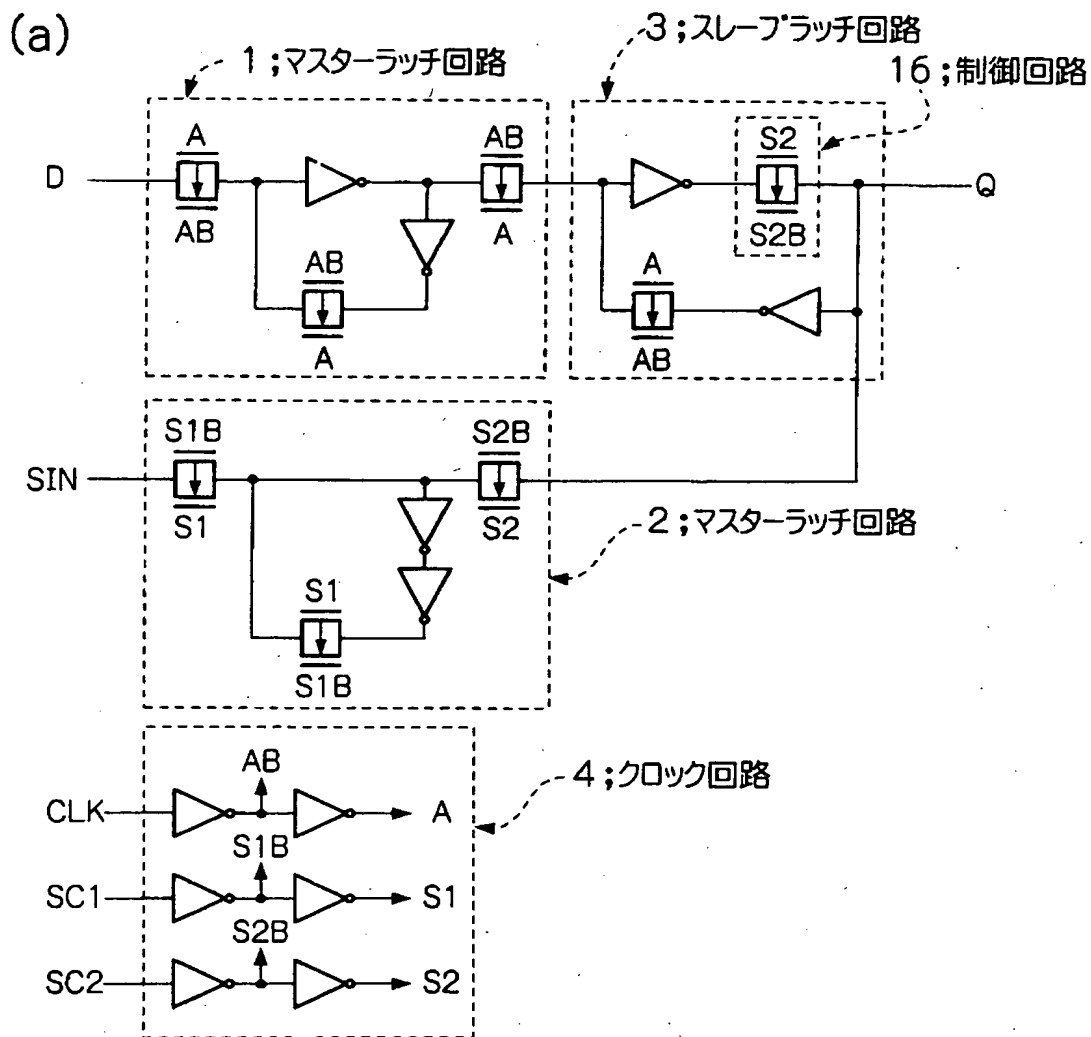 (a)
1;マスターラッチ回路
3;スレーブラッチ回路
16;制御回路
A
AB
S2
D
AB
A
S2B
Q
AB
A
A
AB
S1B
S2B
SIN
S1
S2
2;マスターラッチ回路
S1
S1B
AB
4;クロック回路
CLK
A
S1B
SC1
S1
S2B
SC2
S2